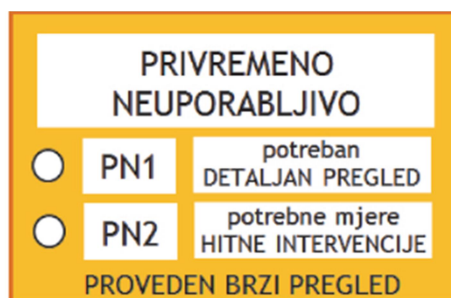 PRIVREMENO
NEUPORABLJIVO
PN1 potreban
DETALJAN PREGLED
PN2 potrebne mjere
HITNE INTERVENCIJE
PROVEDEN BRZI PREGLED